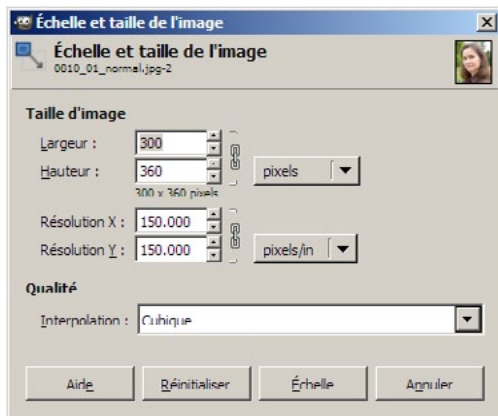 Échelle et taille de l'image
Échelle et taille de l'image
0010_01_normal.jpg-2
Taille d'image
Largeur : 300
Hauteur : 360 pixels
300 x 360 pixels
Résolution X : 150.000
Résolution Y : 150.000 pixels/in
Qualité
Interpolation : Cubique
Aide Réinitialiser Échelle Annuler